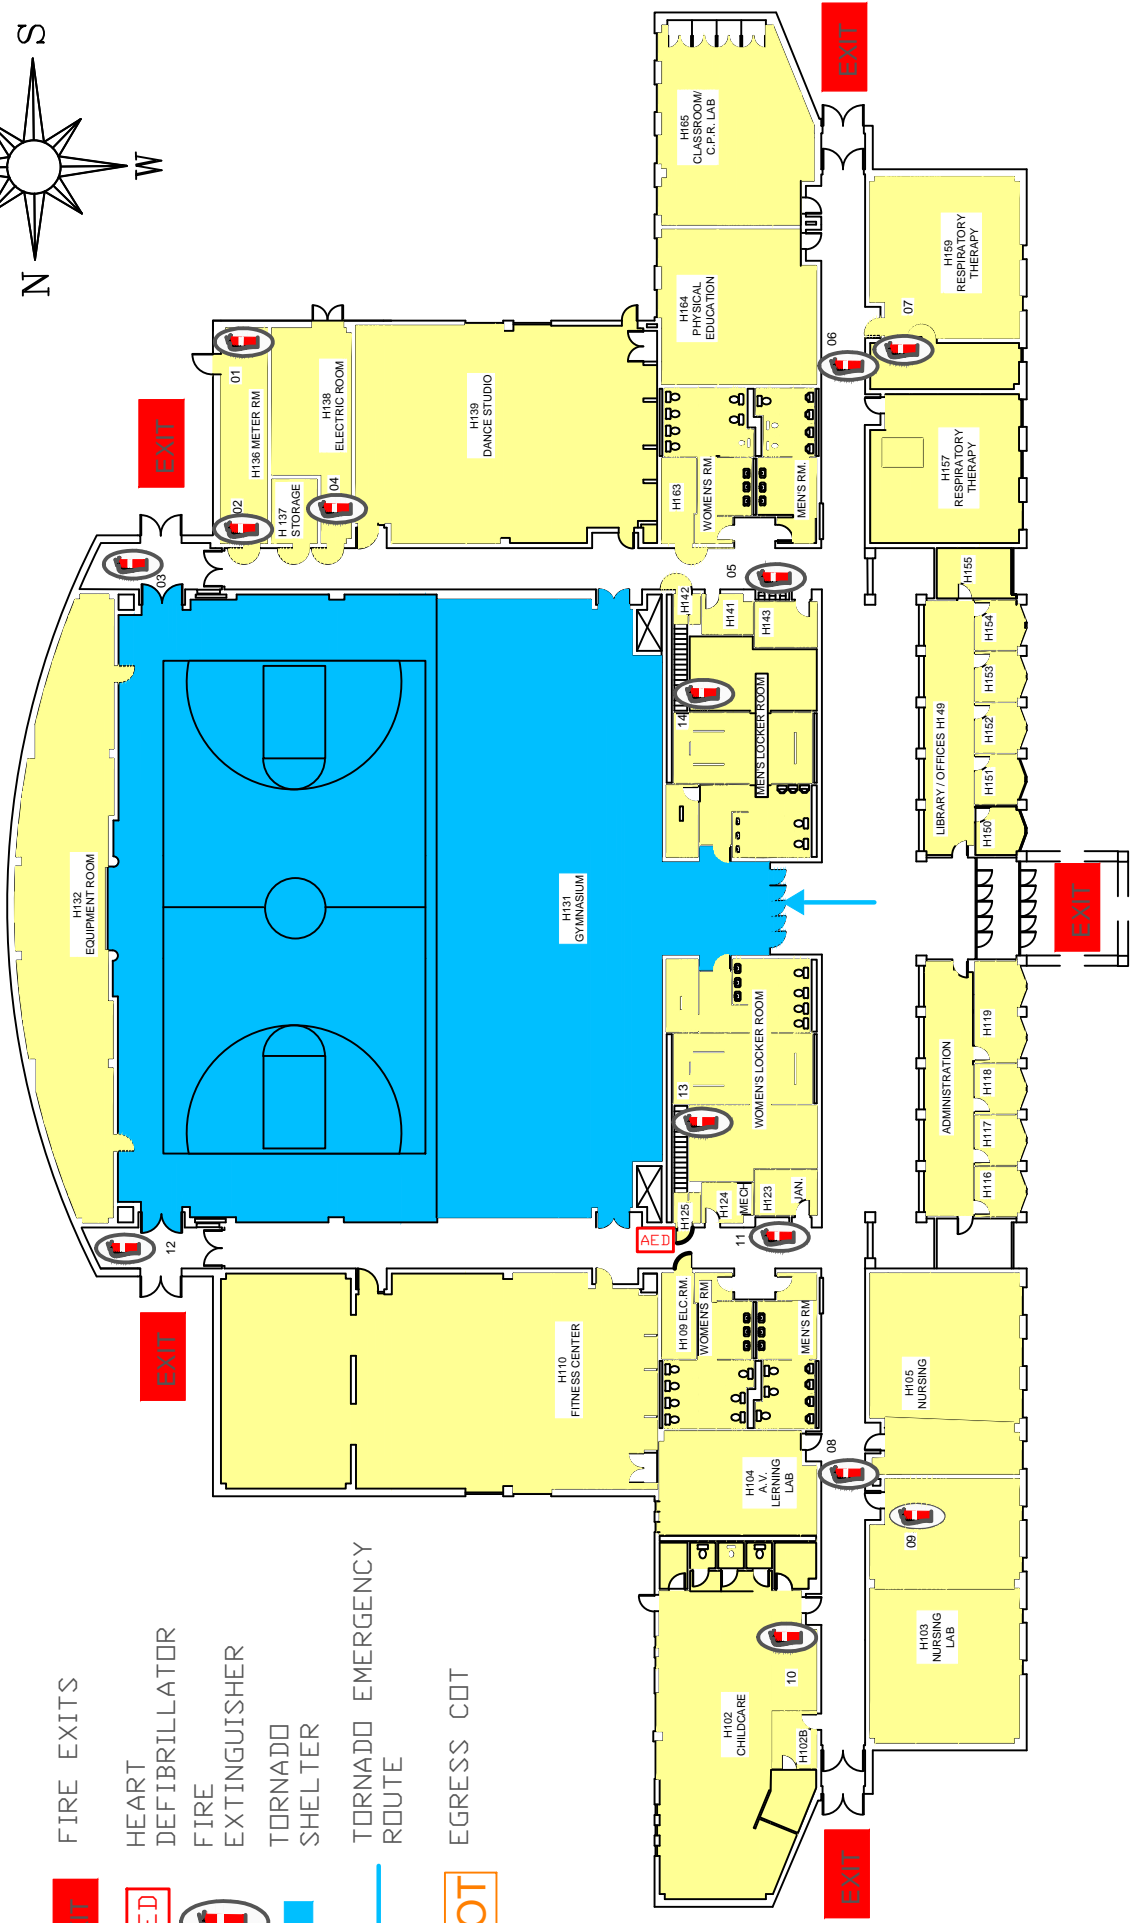 S
W
N
EXIT
EXIT
EXIT
EXIT
EXIT
FIRE EXITS
HEART
DEFIBRILLATOR
FIRE
EXTINGUISHER
TORNADO
SHELTER
TORNADO EMERGENCY
ROUTE
EGRESS COT
IT
ED
OT
H132
EQUIPMENT ROOM
H131
GYMNASIUM
H136 METER RM
H 137
STORAGE
H138
ELECTRIC ROOM
H139
DANCE STUDIO
H165
CLASSROOM/
C.P.R. LAB
H164
PHYSICAL
EDUCATION
H163
WOMEN'S RM.
MEN'S RM.
H159
RESPIRATORY
THERAPY
H157
RESPIRATORY
THERAPY
H155
H154
H153
H152
H151
H150
LIBRARY / OFFICES H149
H142
H141
H143
MEN'S LOCKER ROOM
WOMEN'S LOCKER ROOM
H125
H124
MECH
H123
JAN.
AED
ADMINISTRATION
H119
H118
H117
H116
H110
FITNESS CENTER
H109 ELC.RM.
WOMEN'S RM
MEN'S RM
H104
A.V.
LERNING
LAB
H105
NURSING
H103
NURSING
LAB
H102
CHILDCARE
H102B
01
02
03
04
05
06
07
08
09
10
11
12
13
14